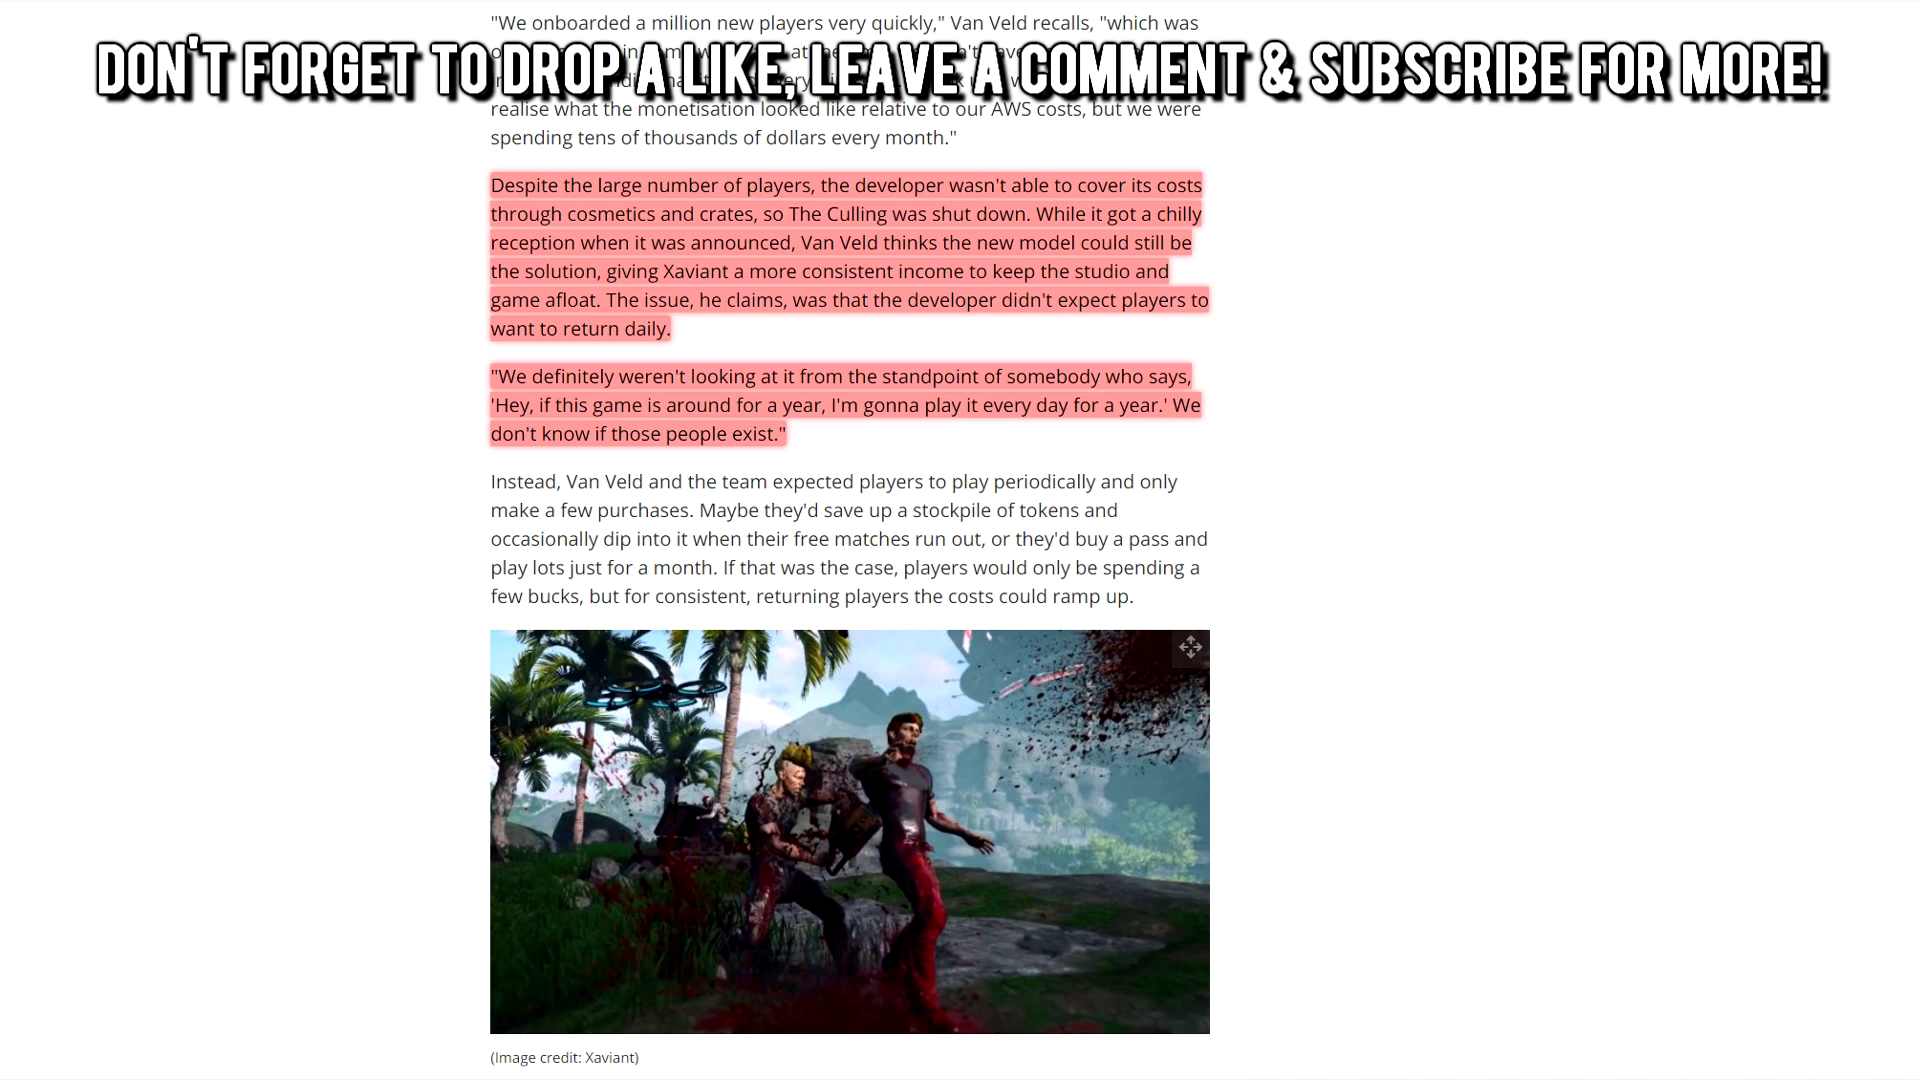 "We onboarded a million new players very quickly," Van Veld recalls, "which was
DON'T FORGET TO DROP A LIKE, LEAVE A COMMENT & SUBSCRIBE FOR MORE!
realise what the monetisation looked like relative to our AWS costs, but we were
spending tens of thousands of dollars every month."
Despite the large number of players, the developer wasn't able to cover its costs
through cosmetics and crates, so The Culling was shut down. While it got a chilly
reception when it was announced, Van Veld thinks the new model could still be
the solution, giving Xaviant a more consistent income to keep the studio and
game afloat. The issue, he claims, was that the developer didn't expect players to
want to return daily.
"We definitely weren't looking at it from the standpoint of somebody who says,
'Hey, if this game is around for a year, I'm gonna play it every day for a year.' We
don't know if those people exist."
Instead, Van Veld and the team expected players to play periodically and only
make a few purchases. Maybe they'd save up a stockpile of tokens and
occasionally dip into it when their free matches run out, or they'd buy a pass and
play lots just for a month. If that was the case, players would only be spending a
few bucks, but for consistent, returning players the costs could ramp up.
(Image credit: Xaviant)